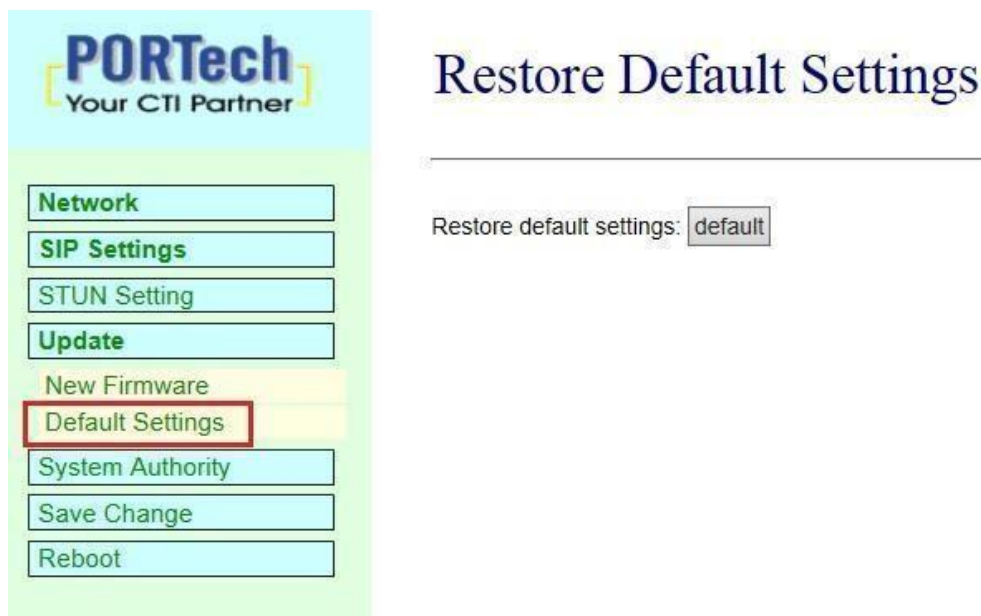 PORTech
Your CTI Partner
Network
SIP Settings
STUN Setting
Update
New Firmware
Default Settings
System Authority
Save Change
Reboot
Restore Default Settings
Restore default settings: default